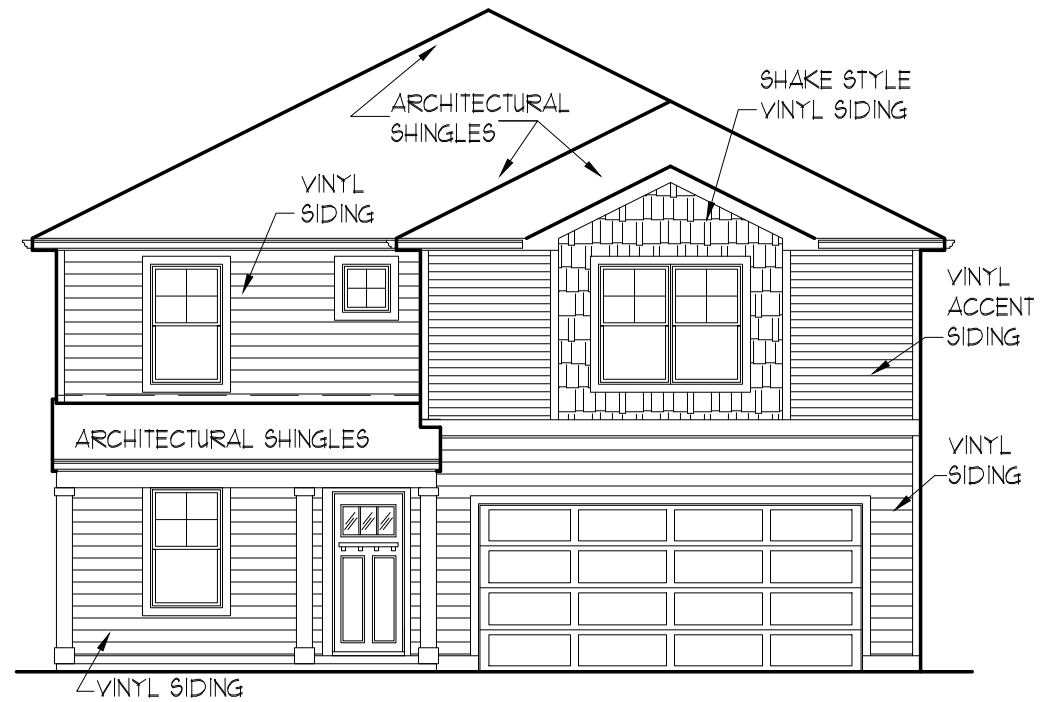 SHAKE STYLE
VINYL SIDING
ARCHITECTURAL
SHINGLES
VINYL
SIDING
VINYL
ACCENT
SIDING
ARCHITECTURAL SHINGLES
VINYL
SIDING
VINYL SIDING